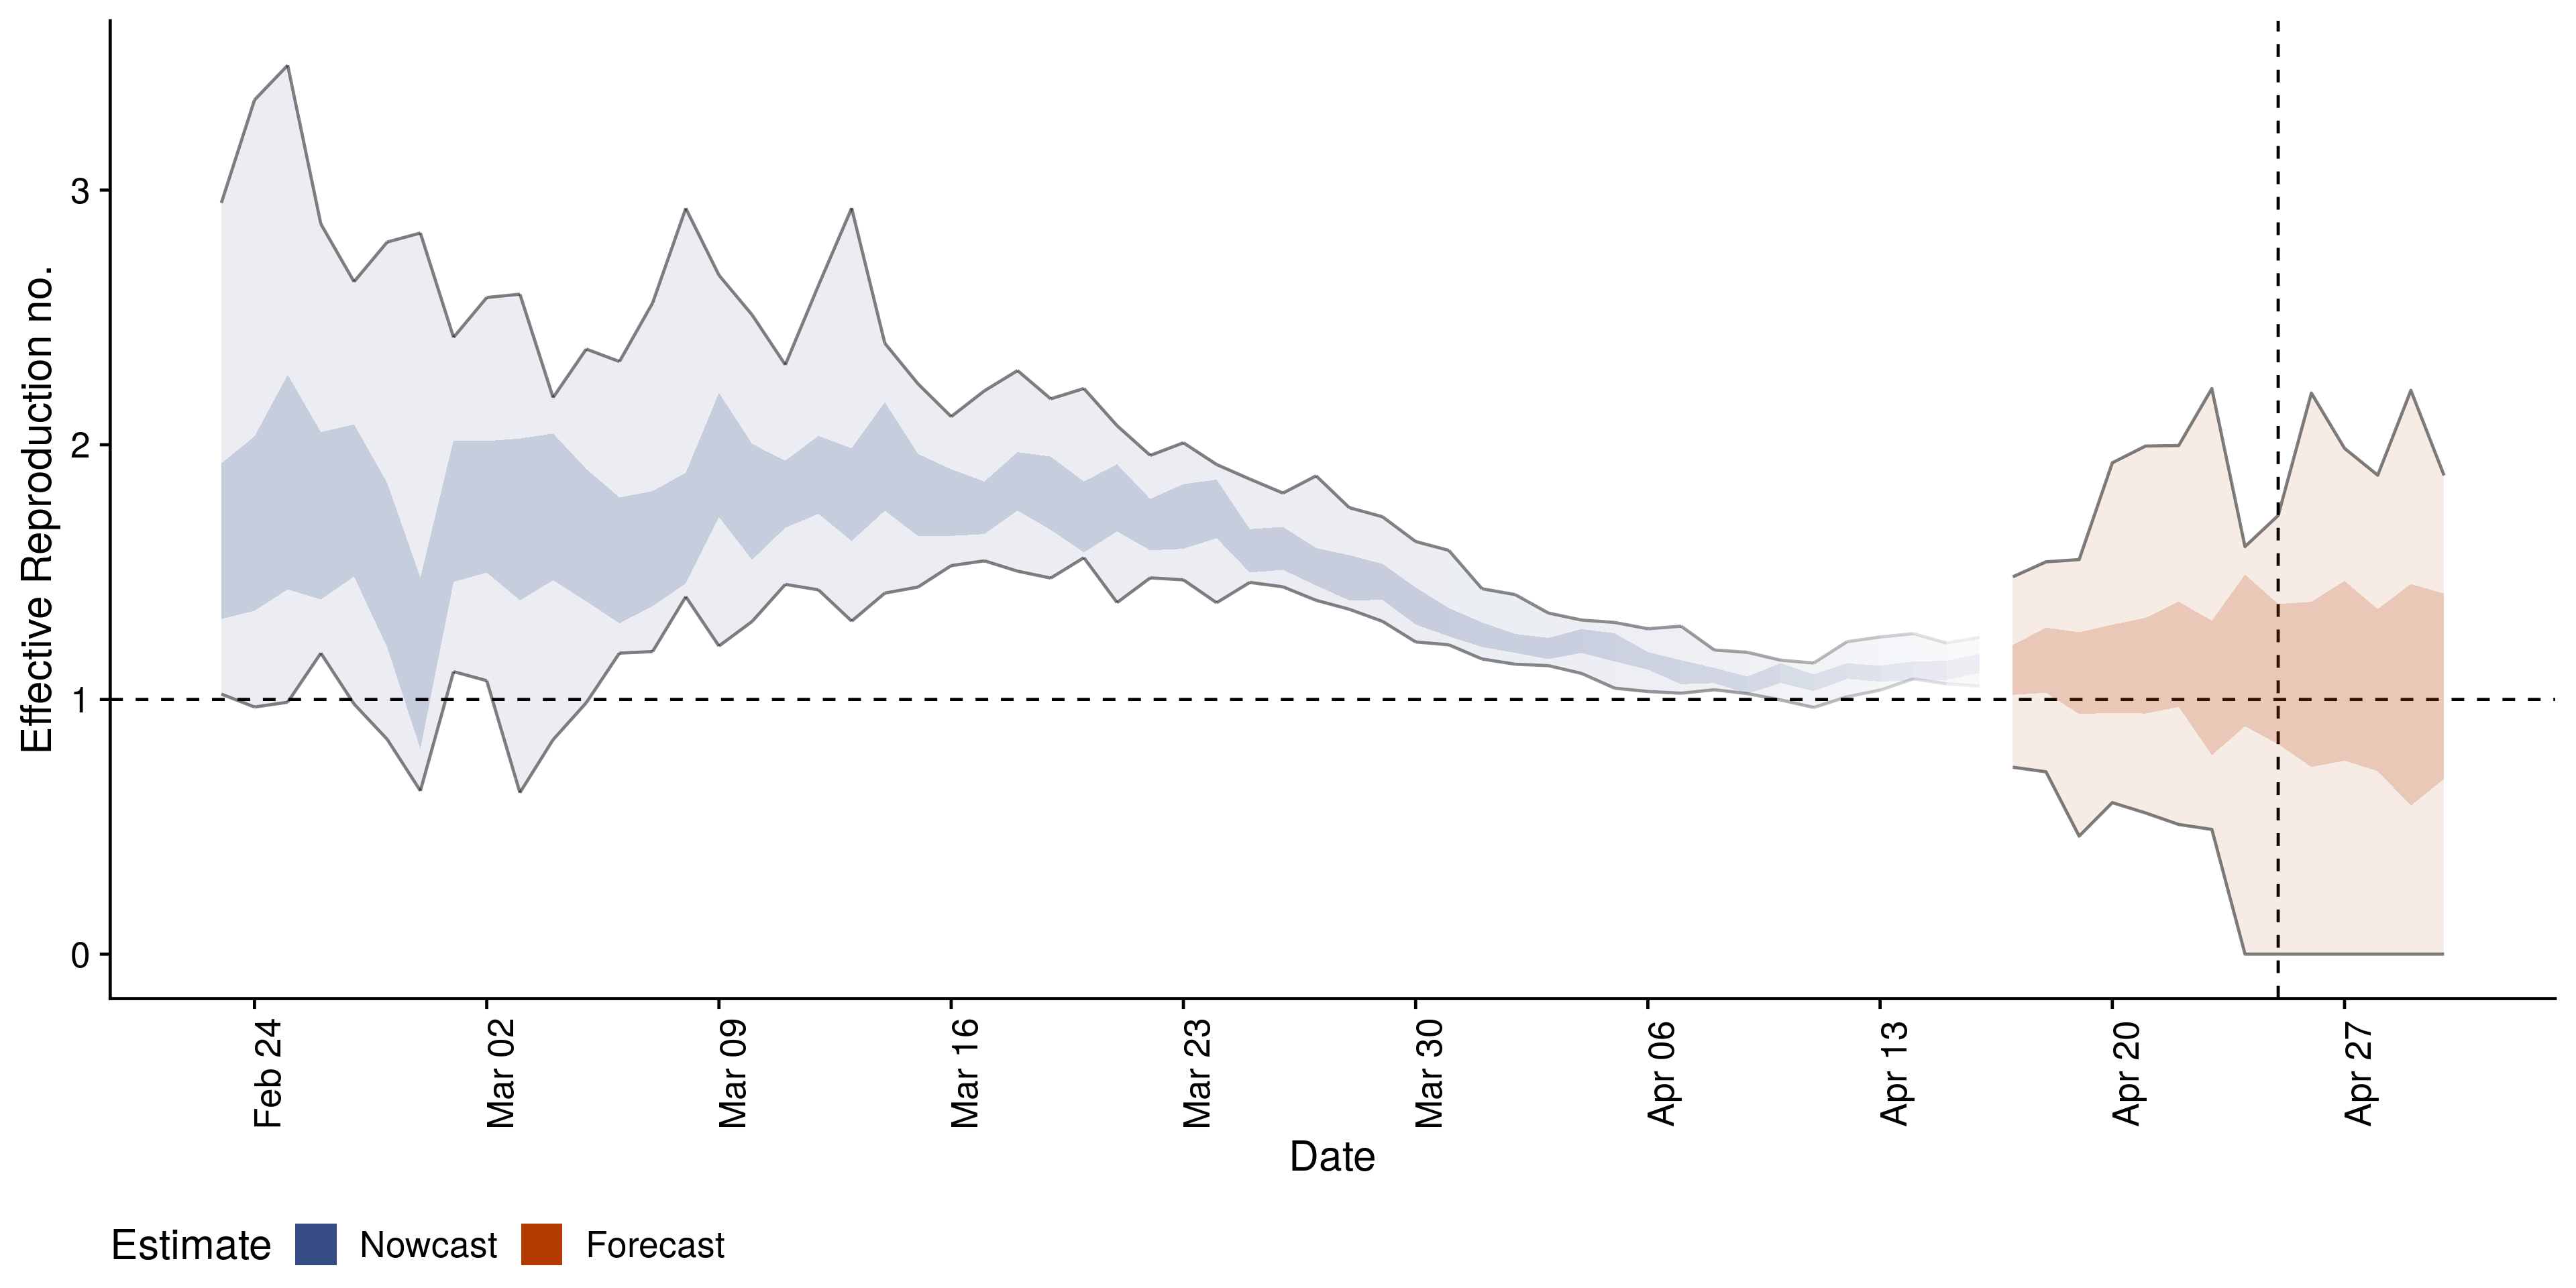 Effective Reproduction no.
3
2
1
0
Feb 24
Mar 02
Mar 09
Mar 16
Mar 23
Mar 30
Apr 06
Apr 13
Apr 20
Apr 27
Date
Estimate Nowcast Forecast